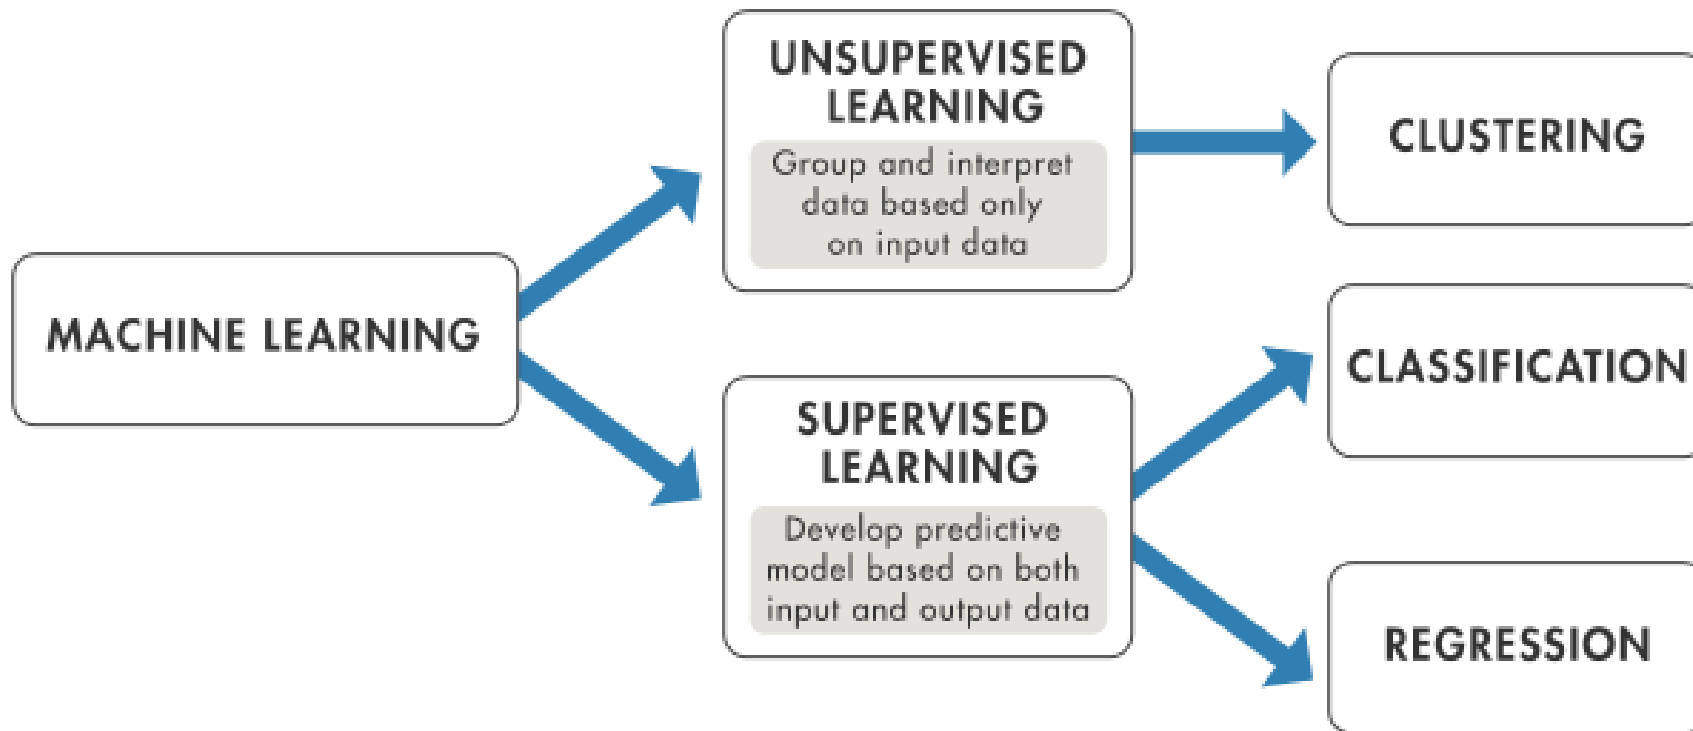 MACHINE LEARNING
UNSUPERVISED
LEARNING
Group and interpret
data based only
on input data
SUPERVISED
LEARNING
Develop predictive
model based on both
input and output data
CLUSTERING
CLASSIFICATION
REGRESSION